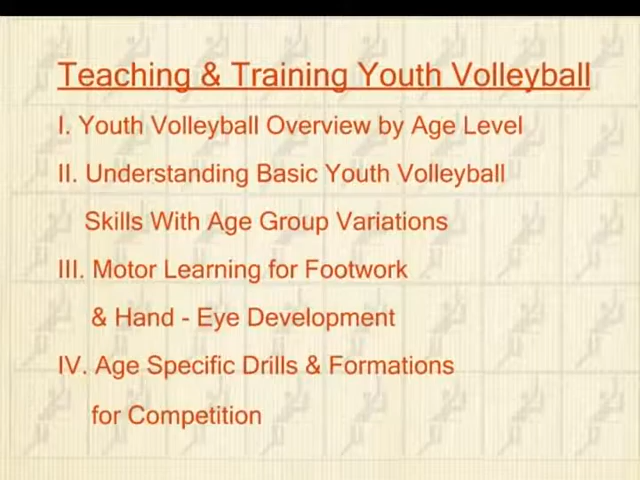 Teaching & Training Youth Volleyball
I. Youth Volleyball Overview by Age Level
II. Understanding Basic Youth Volleyball
Skills With Age Group Variations
III. Motor Learning for Footwork
& Hand - Eye Development
IV. Age Specific Drills & Formations
for Competition